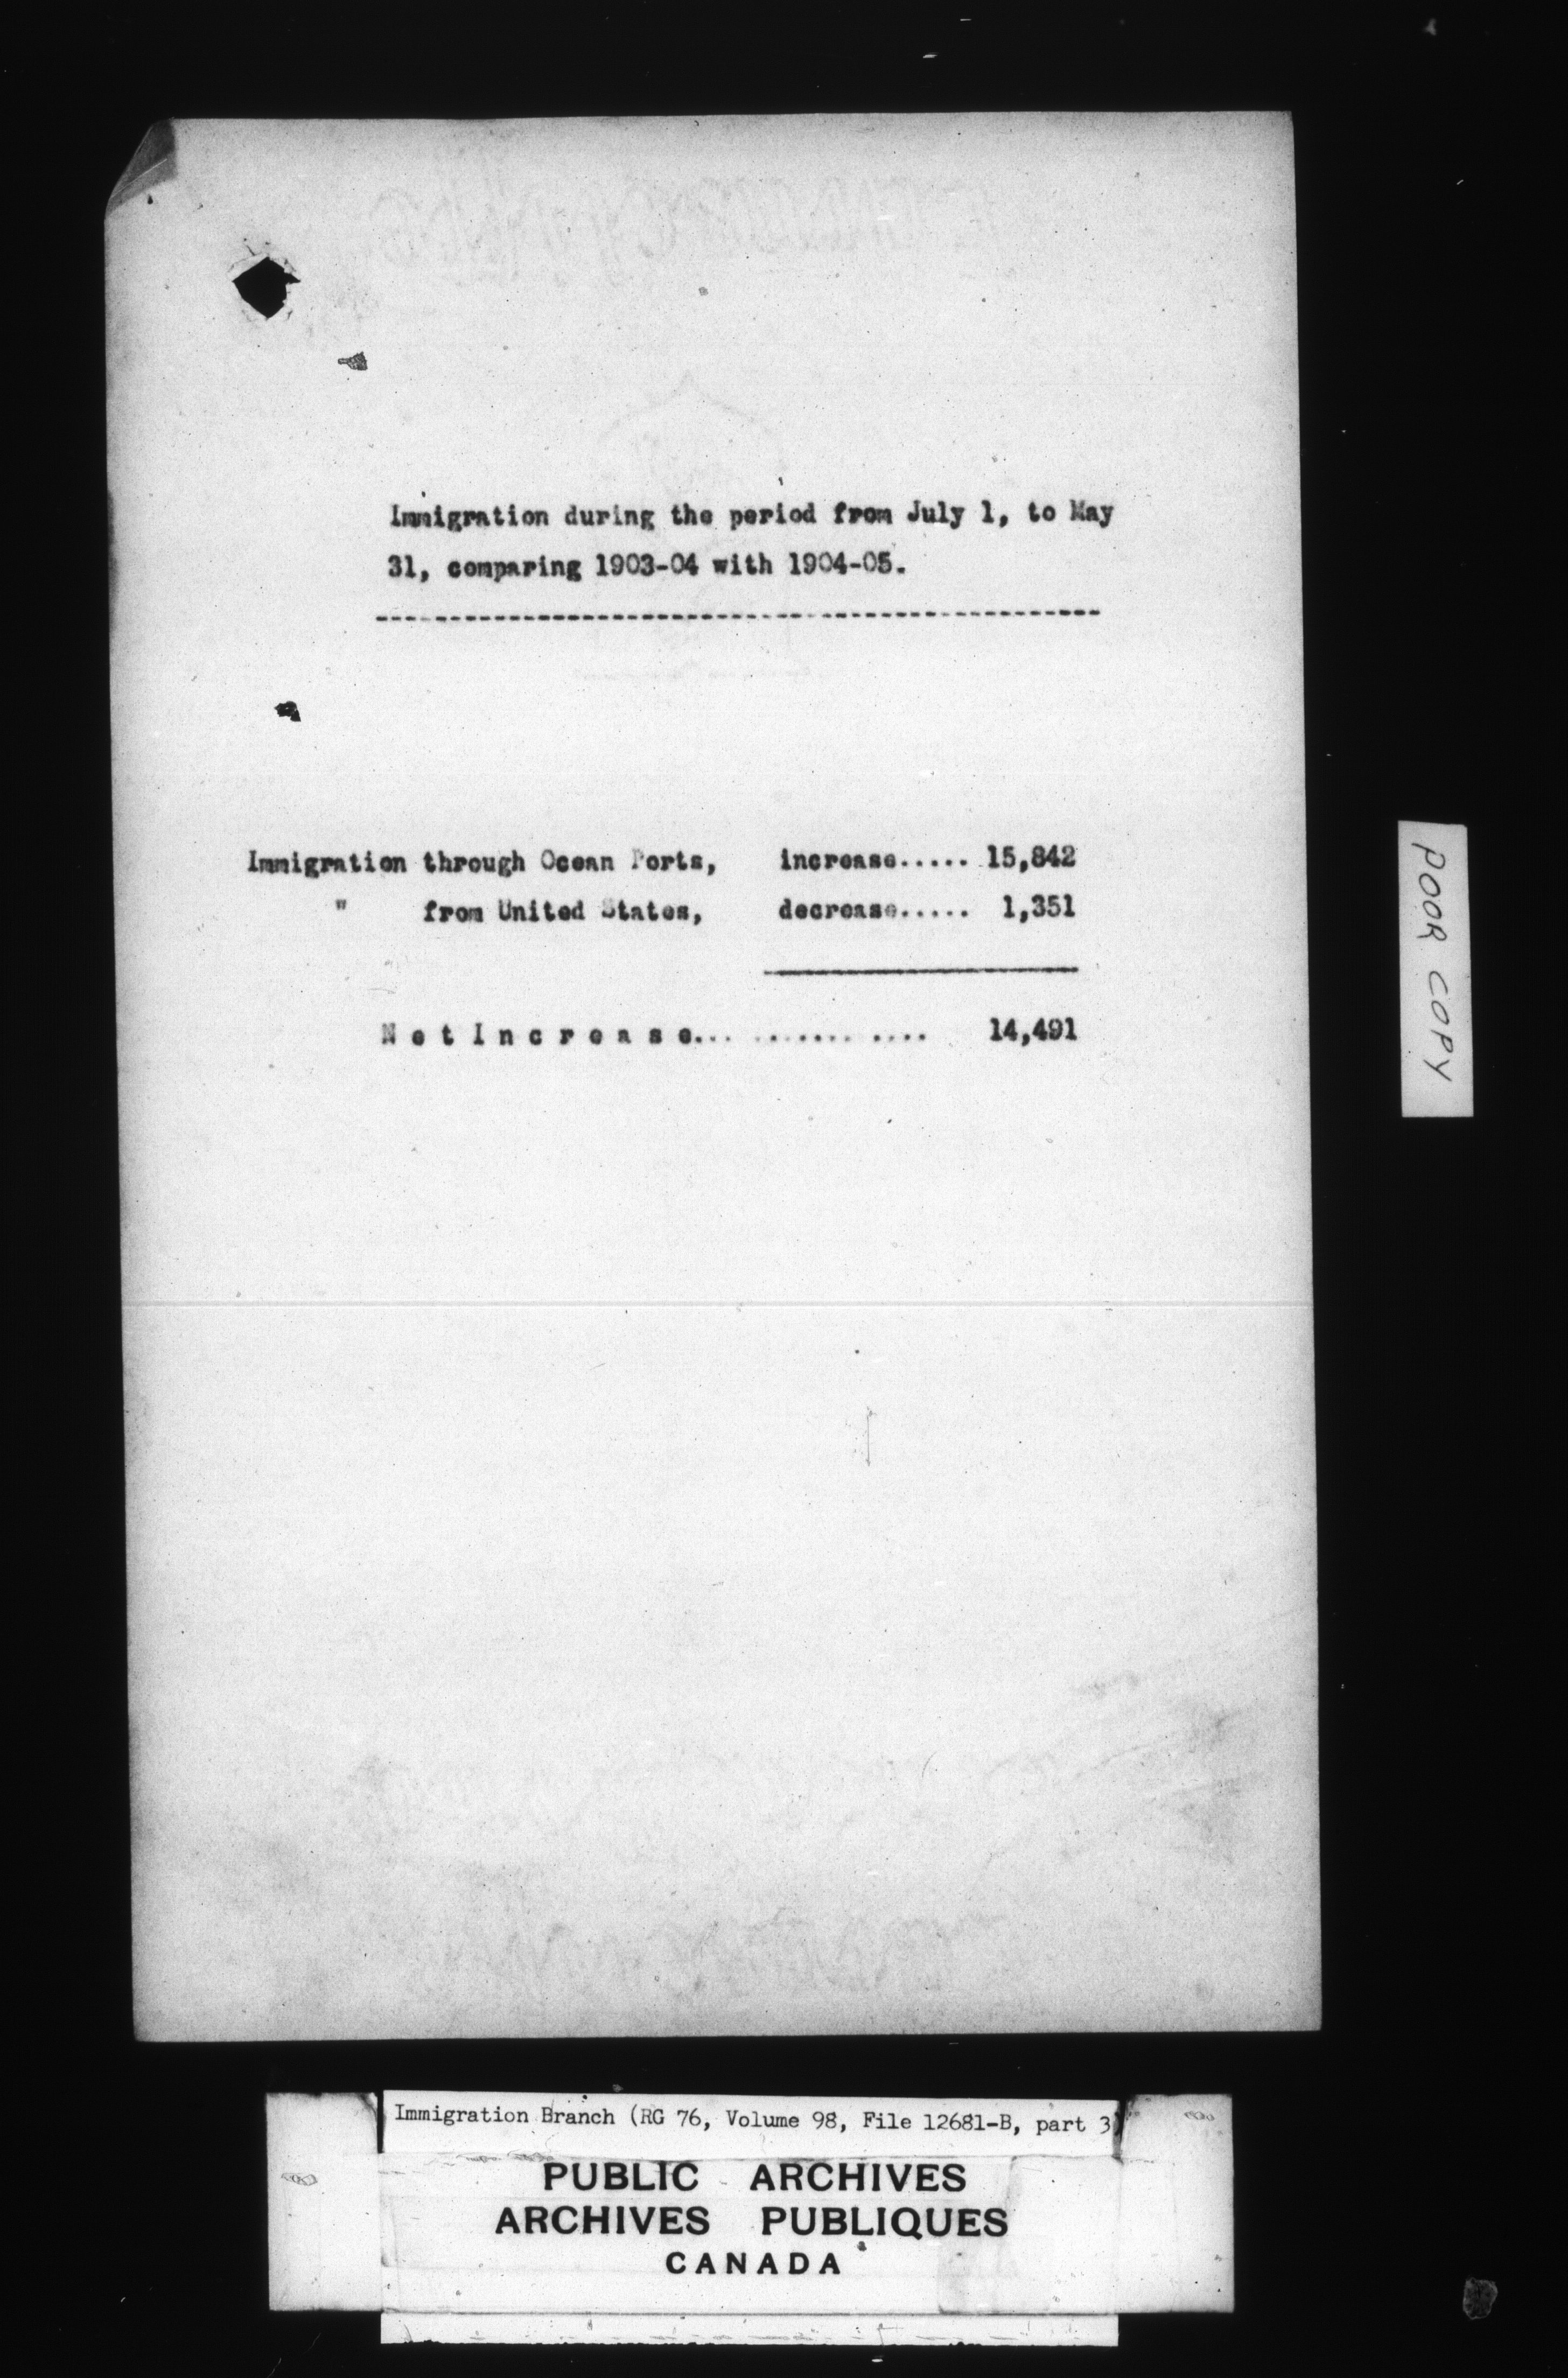 Immigration during the period from July 1, to May
31, comparing 1903-04 with 1904-05.
--------------------------------------------------
Immigration through Ocean Ports, increase..... 15,842
" from United States, decrease..... 1,351
N e t I n c r e a s e................ 14,491
POOR COPY
Immigration Branch (RG 76, Volume 98, File 12681-B, part 3)
PUBLIC ARCHIVES
ARCHIVES PUBLIQUES
CANADA